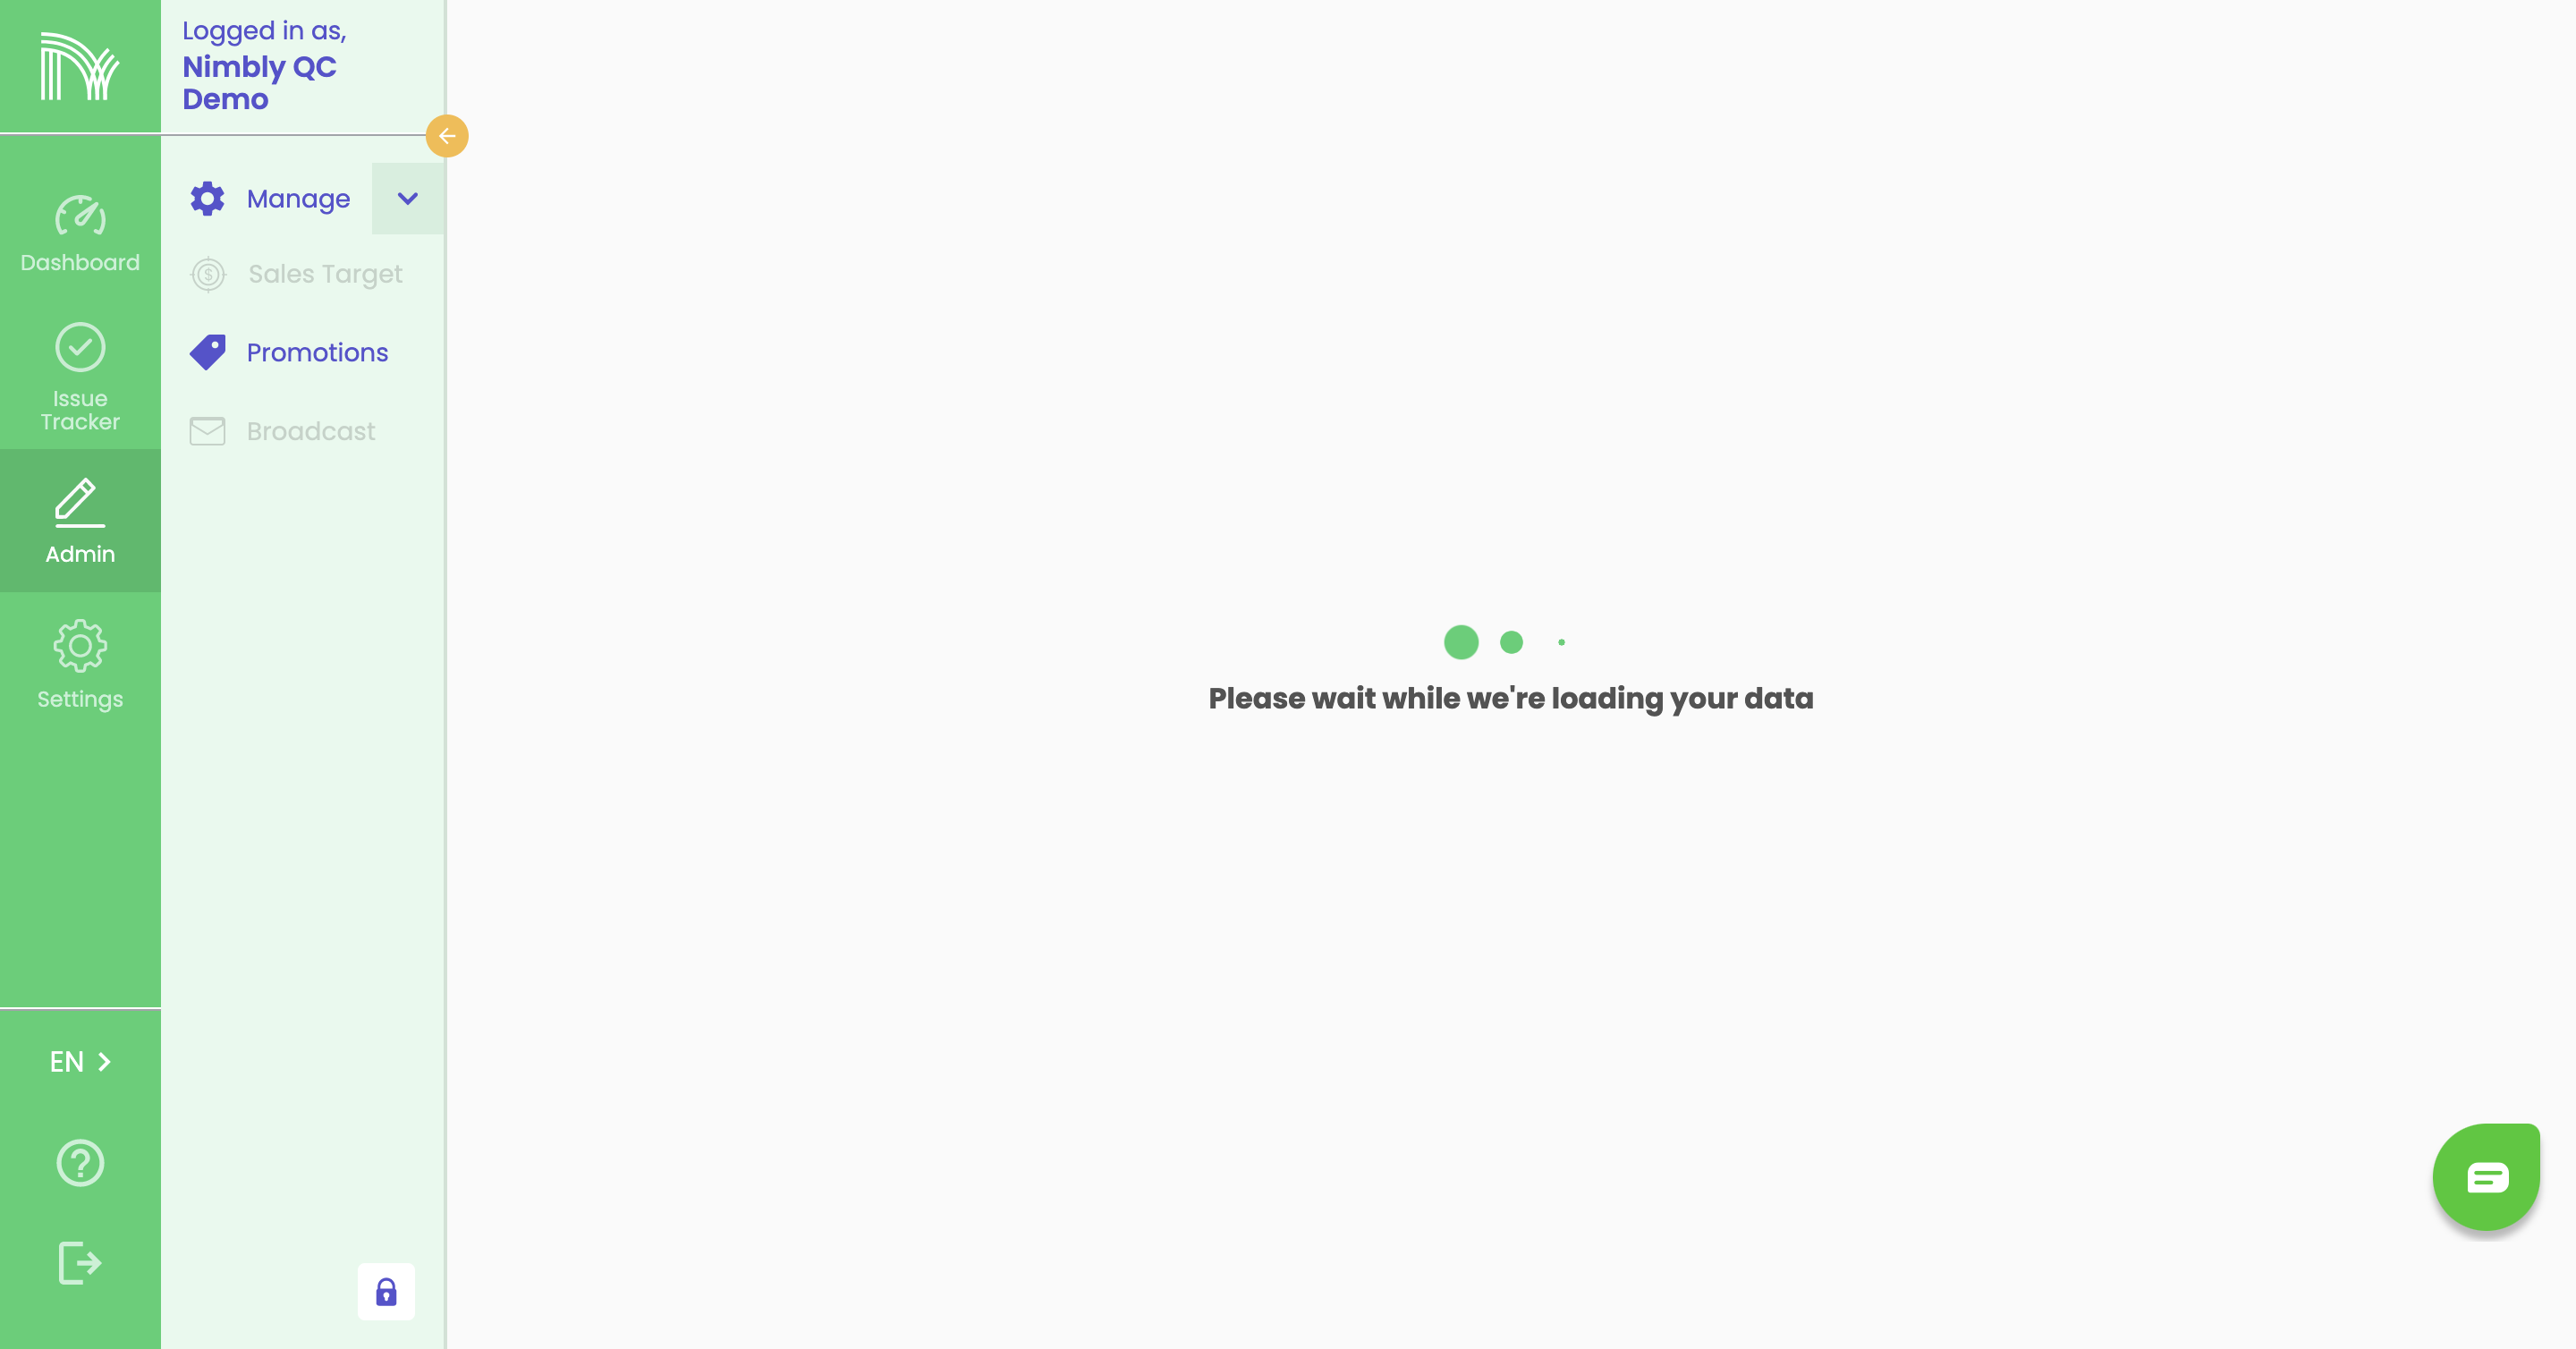 Logged in as,
Nimbly QC
Demo
Dashboard
Issue
Tracker
Admin
Settings
EN
Manage
Sales Target
Promotions
Broadcast
Please wait while we're loading your data